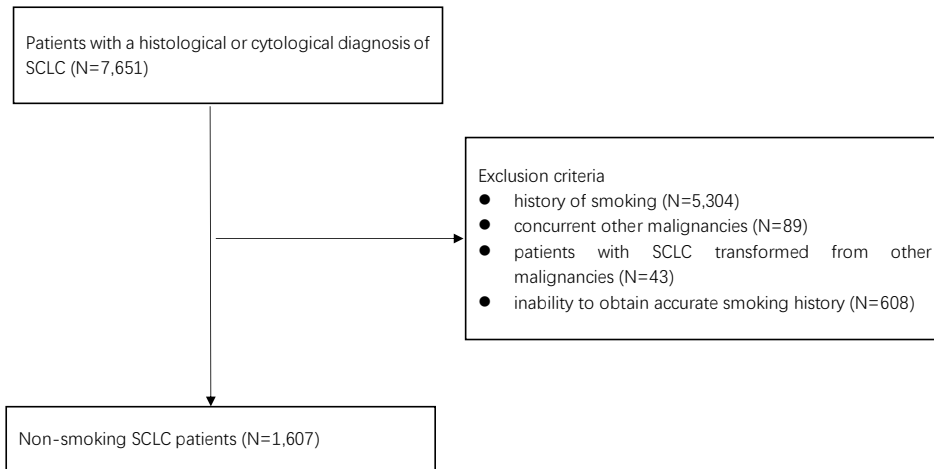 Patients with a histological or cytological diagnosis of
SCLC (N=7,651)
Exclusion criteria
● history of smoking (N=5,304)
● concurrent other malignancies (N=89)
● patients with SCLC transformed from other
malignancies (N=43)
● inability to obtain accurate smoking history (N=608)
Non-smoking SCLC patients (N=1,607)